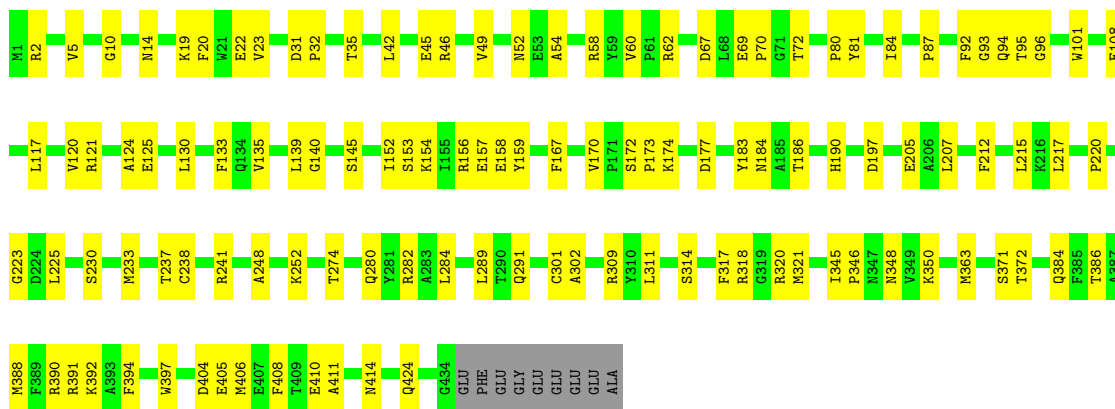 M1 R2 V5 G10 N14 K19 F20 W21 E22 V23 D31 P32 T35 L42 E45 R46 V49 N52 E53 A54 R58 Y59 V60 P61 R62 D67 L68 E69 P70 G71 T72 P80 Y81 I84 P87 F92 G93 Q94 T95 G96 W101
L117 V120 R121 A124 E125 L130 F133 Q134 V135 L139 G140 S145 I152 S153 K154 I155 R156 E157 E158 Y159 F167 V170 P171 S172 P173 K174 D177 Y183 N184 A185 T186 H190 D197 E205 A206 L207 F212 L215 K216 L217 P220
G223 D224 L225 S230 M233 T237 C238 R241 A248 K252 T274 Q280 Y281 R282 A283 L284 L289 T290 Q291 C301 A302 R309 Y310 L311 S314 F317 R318 G319 R320 M321 I345 P346 N347 N348 V349 K350 M363 S371 T372 Q384 F385 T386 A387
M388 F389 R390 R391 K392 A393 F394 W397 D404 E405 M406 E407 F408 T409 E410 A411 N414 Q424 G434 GLU PHE GLU GLY GLU GLU GLU GLU ALA